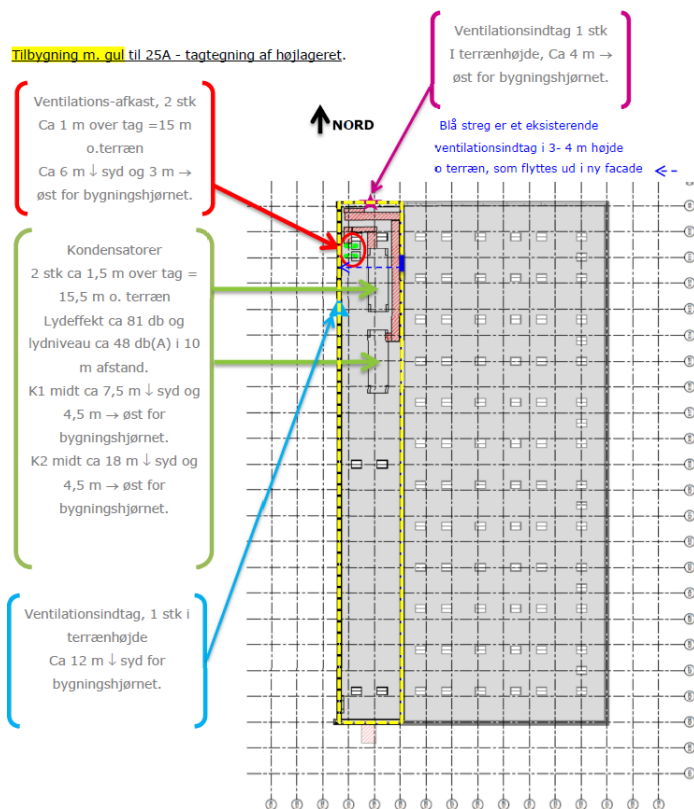 Tilbygning m. gul til 25A - tagtegning af højlageret.
Ventilationsindtag 1 stk
I terrænhøjde, Ca 4 m →
øst for bygningshjørnet.
Ventilations-afkast, 2 stk
Ca 1 m over tag =15 m
o.terræn
Ca 6 m ↓ syd og 3 m →
øst for bygningshjørnet.
NORD
Blå streg er et eksisterende
ventilationsindtag i 3- 4 m højde
o terræn, som flyttes ud i ny facade
Kondensatorer
2 stk ca 1,5 m over tag =
15,5 m o. terræn
Lydeffekt ca 81 db og
lydniveau ca 48 db(A) i 10
m afstand.
K1 midt ca 7,5 m ↓ syd og
4,5 m → øst for
bygningshjørnet.
K2 midt ca 18 m ↓ syd og
4,5 m → øst for
bygningshjørnet.
Ventilationsindtag, 1 stk i
terrænhøjde
Ca 12 m ↓ syd for
bygningshjørnet.